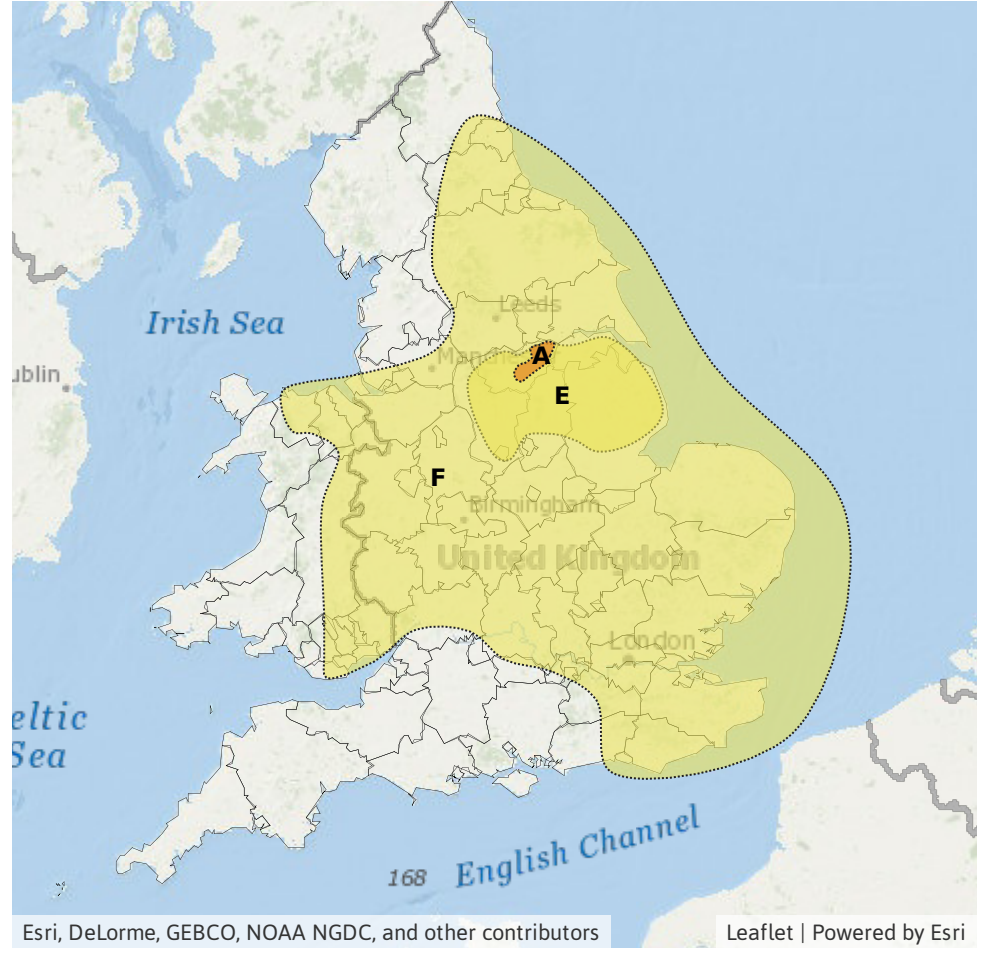 Leeds
Irish Sea
A
ublin
E
F
Birmingham
United Kingdom
London
eltic
Sea
English Channel
168
Esri, DeLorme, GEBCO, NOAA NGDC, and other contributors
Leaflet | Powered by Esri